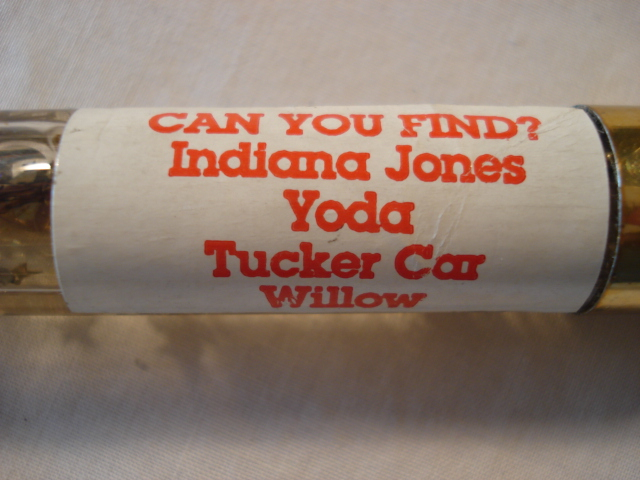 CAN YOU FIND?
Indiana Jones
Yoda
Tucker Car
Willow